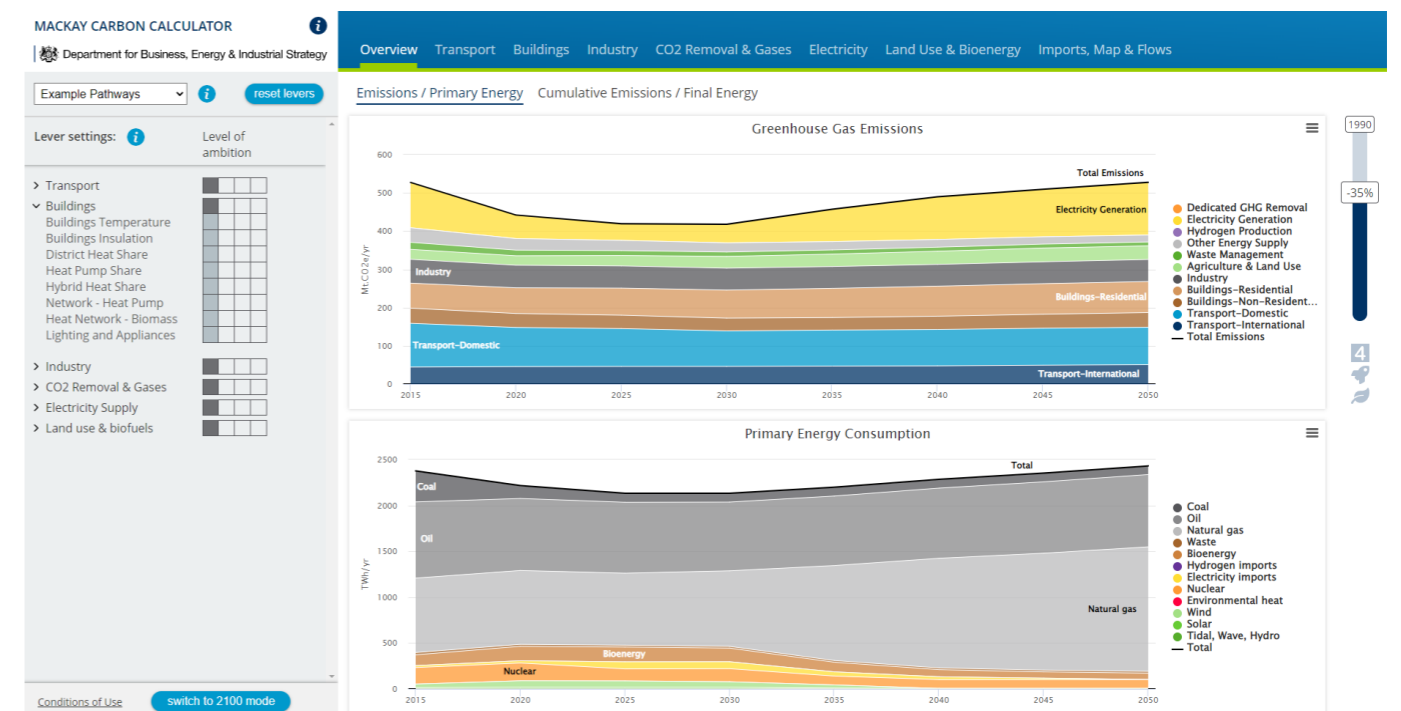 MACKAY CARBON CALCULATOR
i
Department for Business, Energy & Industrial Strategy
Overview Transport Buildings Industry CO2 Removal & Gases Electricity Land Use & Bioenergy Imports, Map & Flows
Example Pathways
i
reset levers
Lever settings:
i
Level of
ambition
Transport
Buildings
Buildings Temperature
Buildings Insulation
District Heat Share
Heat Pump Share
Hybrid Heat Share
Network - Heat Pump
Heat Network - Biomass
Lighting and Appliances
Industry
CO2 Removal & Gases
Electricity Supply
Land use & biofuels
Conditions of Use
switch to 2100 mode
Emissions / Primary Energy Cumulative Emissions / Final Energy
Greenhouse Gas Emissions
600
500
400
300
200
100
0
Mt.CO2e/yr
Total Emissions
Electricity Generation
Industry
Buildings-Residential
Transport-Domestic
Transport-International
2015 2020 2025 2030 2035 2040 2045 2050
Dedicated GHG Removal
Electricity Generation
Hydrogen Production
Other Energy Supply
Waste Management
Agriculture & Land Use
Industry
Buildings-Residential
Buildings-Non-Resident...
Transport-Domestic
Transport-International
Total Emissions
1990
-35%
4
Primary Energy Consumption
2500
2000
1500
1000
500
0
TWh/yr
Total
Coal
Oil
Natural gas
Bioenergy
Nuclear
2015 2020 2025 2030 2035 2040 2045 2050
Coal
Oil
Natural gas
Waste
Bioenergy
Hydrogen imports
Electricity imports
Nuclear
Environmental heat
Wind
Solar
Tidal, Wave, Hydro
Total